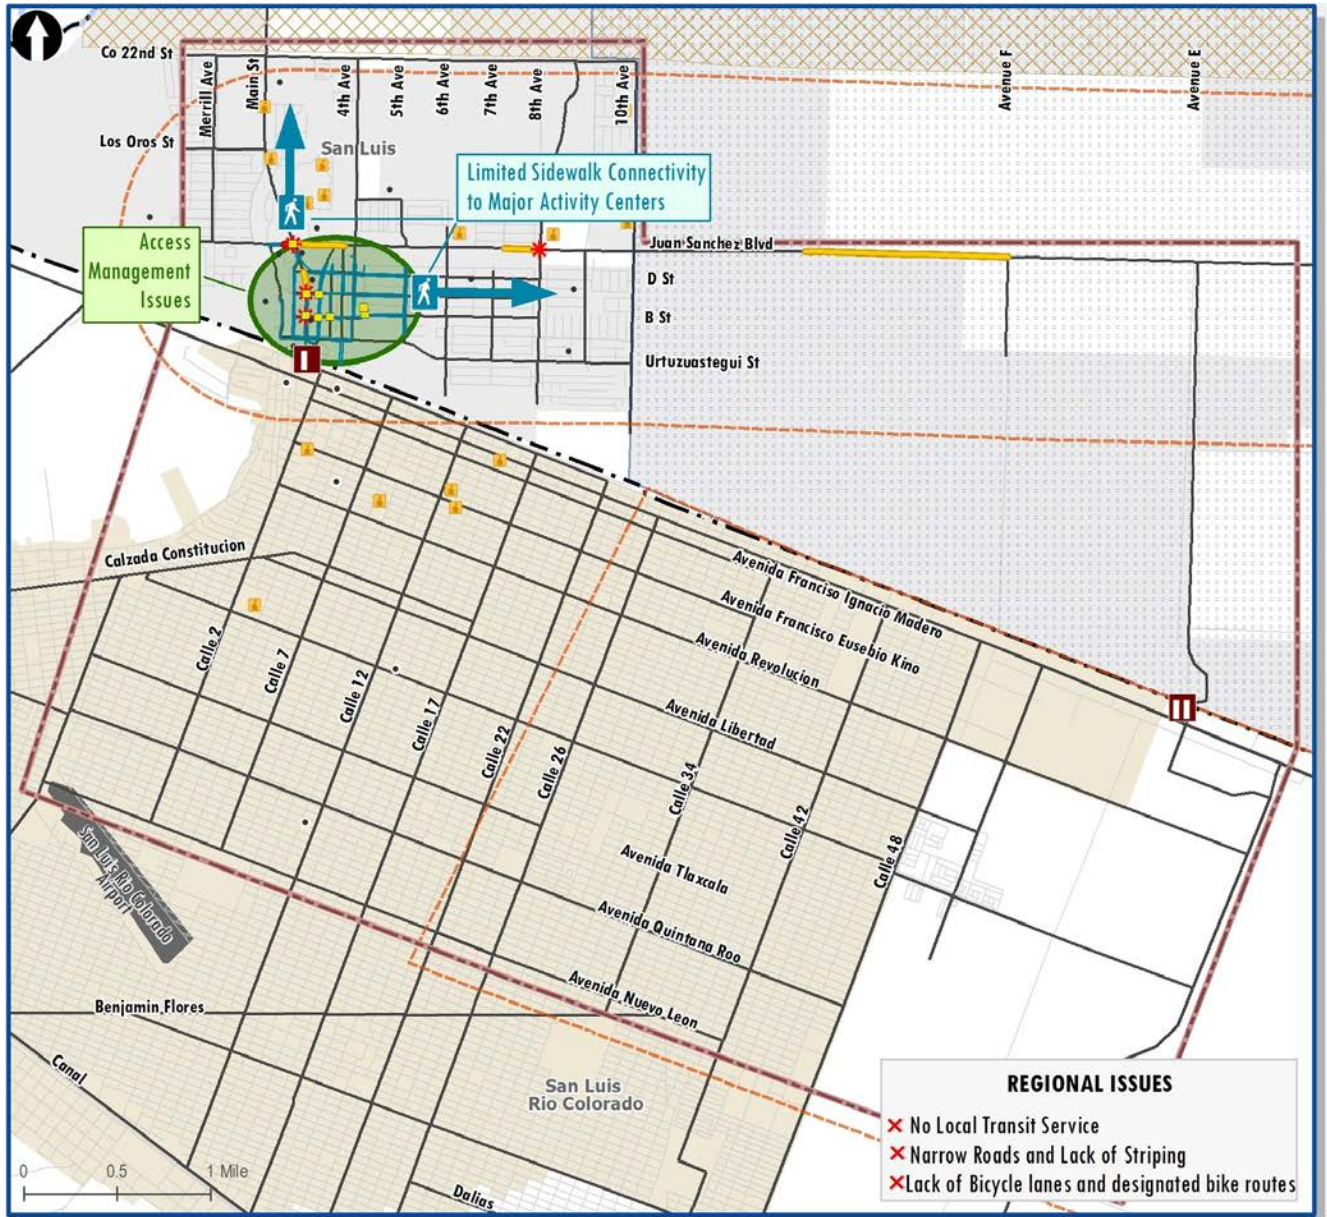 Co 22nd St
Merrill Ave
Main St
4th Ave
5th Ave
6th Ave
7th Ave
8th Ave
10th Ave
Avenue F
Avenue E
Los Oros St
San Luis
Limited Sidewalk Connectivity
to Major Activity Centers
Access
Management
Issues
Juan Sanchez Blvd
D St
B St
Urtuzuastegui St
Calzada Constitucion
Avenida Franciso Ignacio Madero
Avenida Francisco Eusebio Kino
Avenida Revolucion
Avenida Libertad
Calle 2
Calle 7
Calle 12
Calle 17
Calle 22
Calle 26
Calle 34
Calle 42
Calle 48
San Luis Rio Colorado
Airport
Avenida Tlaxcala
Avenida Quintana Roo
Avenida Nuevo Leon
Benjamin Flores
Canal
San Luis
Rio Colorado
Dalias
0 0.5 1 Mile
REGIONAL ISSUES
No Local Transit Service
Narrow Roads and Lack of Striping
Lack of Bicycle lanes and designated bike routes